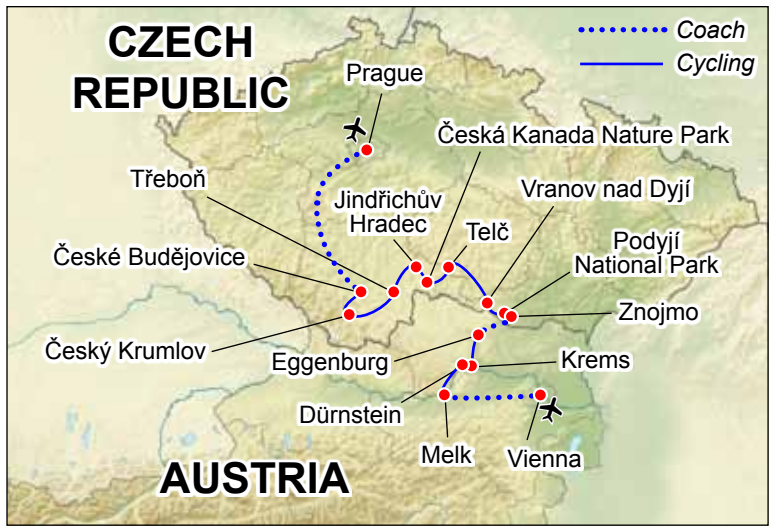 CZECH
REPUBLIC
Coach
Cycling
Prague
Česká Kanada Nature Park
Třeboň
Jindřichův
Hradec
Vranov nad Dyjí
Telč
Podyjí
National Park
České Budějovice
Znojmo
Český Krumlov
Eggenburg
Krems
Dürnstein
Melk
Vienna
AUSTRIA